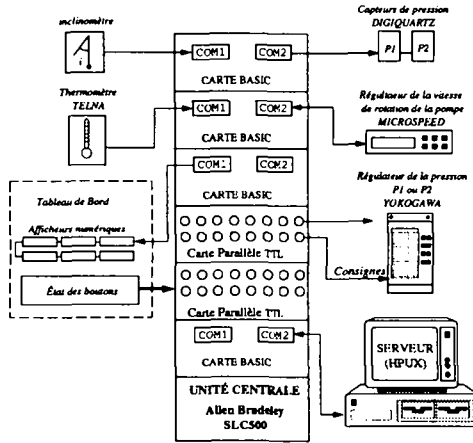 inclinomètre
A
i
COM1
COM2
CARTE BASIC
Capteurs de pression
DIGIQUARTZ
P1
P2
Thermomètre
TELNA
COM1
COM2
CARTE BASIC
Régulateur de la vitesse
de rotation de la pompe
MICROSPEED
COM1
COM2
CARTE BASIC
Tableau de Bord
Afficheurs numériques
Carte Parallèle TTL
Régulateur de la pression
P1 ou P2
YOKOGAWA
Consignes
État des boutons
Carte Parallèle TTL
COM1
COM2
CARTE BASIC
SERVEUR
(HPUX)
UNITÉ CENTRALE
Allen Bradeley
SLC500